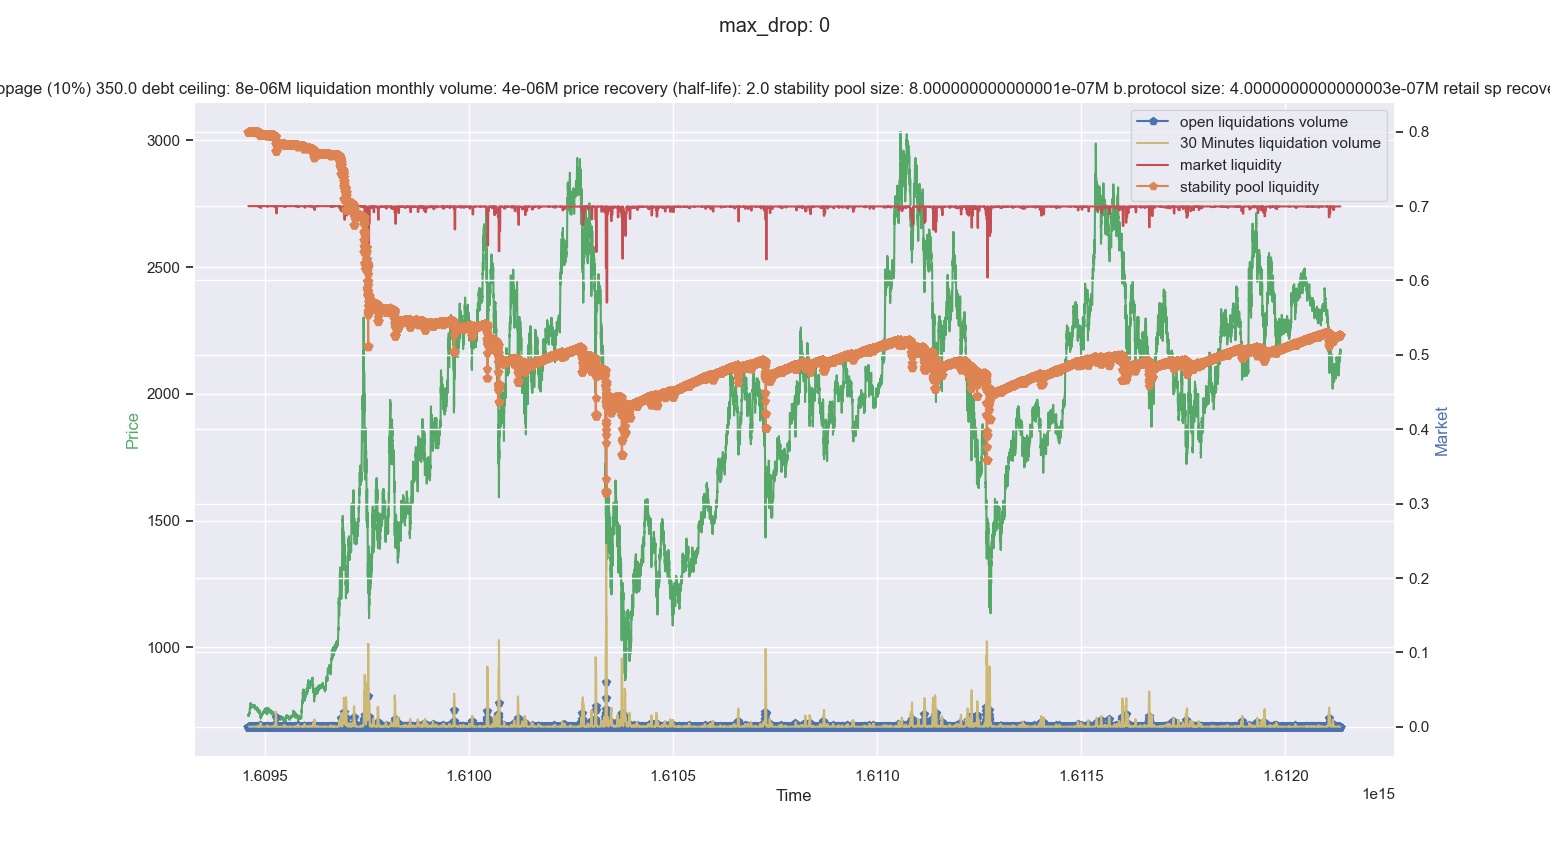 max_drop: 0
(10%) 350.0 debt ceiling: 8e-06M liquidation monthly volume: 4e-06M price recovery (half-life): 2.0 stability pool size: 8.000000000000001e-07M b.protocol size: 4.0000000000000003e-07M retail sp
open liquidations volume
30 Minutes liquidation volume
market liquidity
stability pool liquidity
3000
2500
2000
1500
1000
Price
0.8
0.7
0.6
0.5
0.4
0.3
0.2
0.1
0.0
Market
1.6095 1.6100 1.6105 1.6110 1.6115 1.6120
Time
1e15